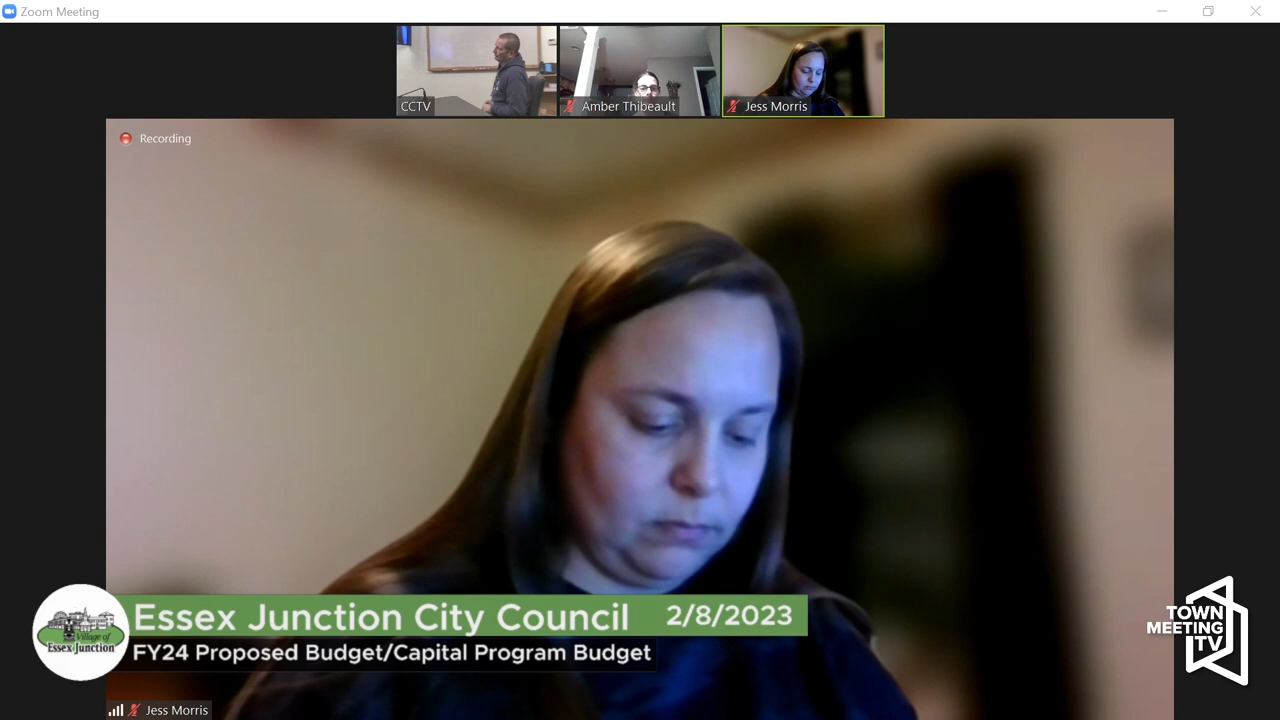 Zoom Meeting
CCTV
Amber Thibeault
Jess Morris
Recording
Essex Junction City Council 2/8/2023
FY24 Proposed Budget/Capital Program Budget
Village of
Essex Junction
TOWN
MEETING
TV
Jess Morris